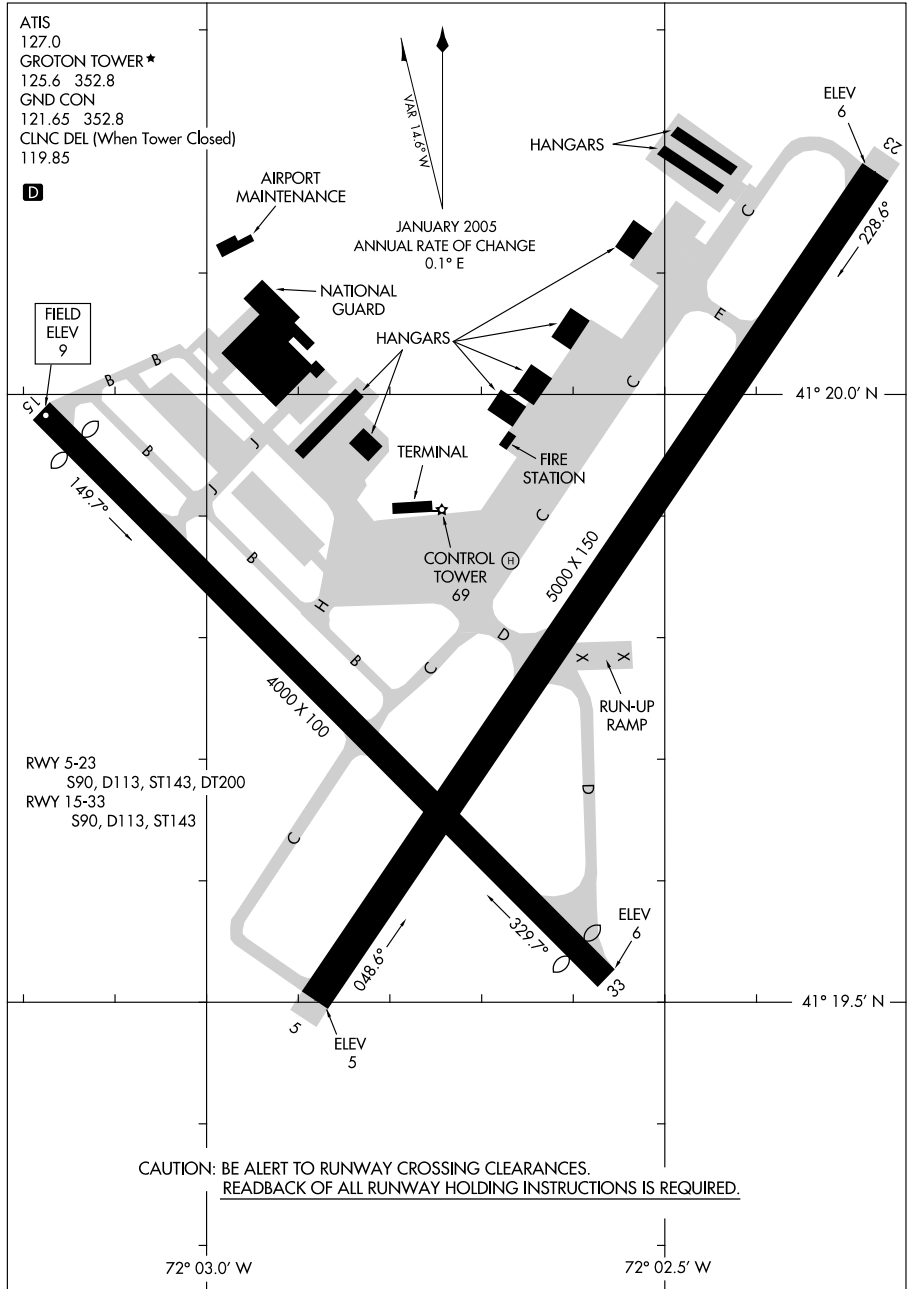 ATIS
127.0
GROTON TOWER ★
125.6 352.8
GND CON
121.65 352.8
CLNC DEL (When Tower Closed)
119.85
D
VAR 14.6° W
JANUARY 2005
ANNUAL RATE OF CHANGE
0.1° E
HANGARS
ELEV
6
23
228.6°
AIRPORT
MAINTENANCE
NATIONAL
GUARD
HANGARS
FIELD
ELEV
9
15
149.7°
41° 20.0' N
C
E
C
B
B
B
J
J
B
H
B
C
TERMINAL
FIRE
STATION
C
CONTROL
TOWER
69
H
5000 X 150
D
X
X
RUN-UP
RAMP
4000 X 100
D
RWY 5-23
S90, D113, ST143, DT200
RWY 15-33
S90, D113, ST143
C
048.6°
329.7°
ELEV
6
33
41° 19.5' N
5
ELEV
5
CAUTION: BE ALERT TO RUNWAY CROSSING CLEARANCES.
READBACK OF ALL RUNWAY HOLDING INSTRUCTIONS IS REQUIRED.
72° 03.0' W
72° 02.5' W